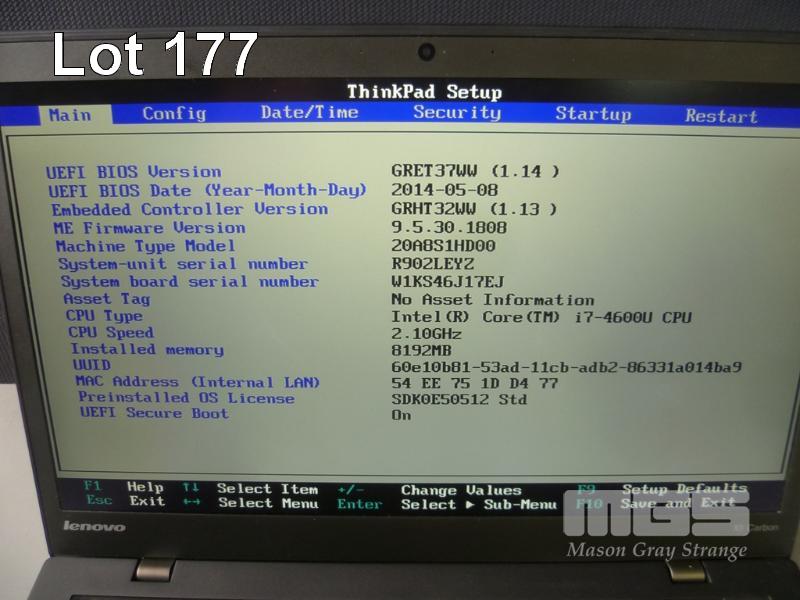 Lot 177
ThinkPad Setup
Main Config Date/Time Security Startup Restart
UEFI BIOS Version GRET37WW (1.14 )
UEFI BIOS Date (Year-Month-Day) 2014-05-08
Embedded Controller Version GRHT32WW (1.13 )
ME Firmware Version 9.5.30.1808
Machine Type Model 20A8S1HD00
System-unit serial number R902LEYZ
System board serial number W1KS46J17EJ
Asset Tag No Asset Information
CPU Type Intel(R) Core(TM) i7-4600U CPU
CPU Speed 2.10GHz
Installed memory 8192MB
UUID 60e10b81-53ad-11cb-adb2-86331a014ba9
MAC Address (Internal LAN) 54 EE 75 1D D4 77
Preinstalled OS License SDK0E50512 Std
UEFI Secure Boot On
F1 Help ↑↓ Select Item +/- Change Values F9 Setup Defaults
Esc Exit ←→ Select Menu Enter Select ▶ Sub-Menu F10 Save and Exit
lenovo
X1 Carbon
MGS
Mason Gray Strange